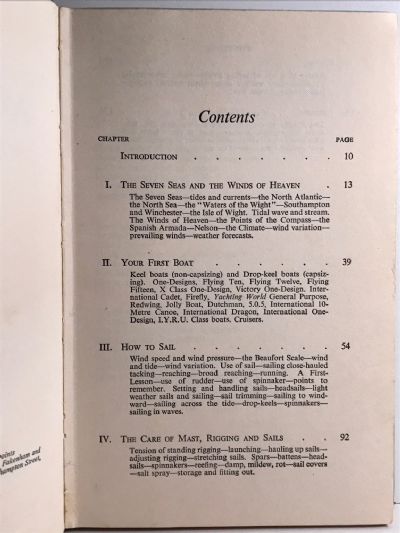 Contents
CHAPTER PAGE
INTRODUCTION . . . . . . . 10
I. THE SEVEN SEAS AND THE WINDS OF HEAVEN . 13
The Seven Seas—tides and currents—the North Atlantic—
the North Sea—the "Waters of the Wight"—Southampton
and Winchester—the Isle of Wight. Tidal wave and stream.
The Winds of Heaven—the Points of the Compass—the
Spanish Armada—Nelson—the Climate—wind variation—
prevailing winds—weather forecasts.
II. YOUR FIRST BOAT . . . . . . 39
Keel boats (non-capsizing) and Drop-keel boats (capsiz-
ing). One-Designs, Flying Ten, Flying Twelve, Flying
Fifteen, X Class One-Design, Victory One-Design. Inter-
national Cadet, Firefly, Yachting World General Purpose,
Redwing, Jolly Boat, Dutchman, 5.0.5, International 10-
Metre Canoe, International Dragon, International One-
Design, I.Y.R.U. Class boats. Cruisers.
III. HOW TO SAIL . . . . . . . 54
Wind speed and wind pressure—the Beaufort Scale—wind
and tide—wind variation. Use of sail—sailing close-hauled
tacking—reaching—broad reaching—running. A First-
Lesson—use of rudder—use of spinnaker—points to
remember. Setting and handling sails—headsails—light
weather sails and sailing—sail trimming—sailing to wind-
ward—sailing across the tide—drop-keels—spinnakers—
sailing in waves.
IV. THE CARE OF MAST, RIGGING AND SAILS . . 92
Tension of standing rigging—launching—hauling up sails—
adjusting rigging—stretching sails. Spars—battens—head-
sails—spinnakers—reefing—damp, mildew, rot—sail covers
—salt spray—storage and fitting out.
Fakenham and
Street,